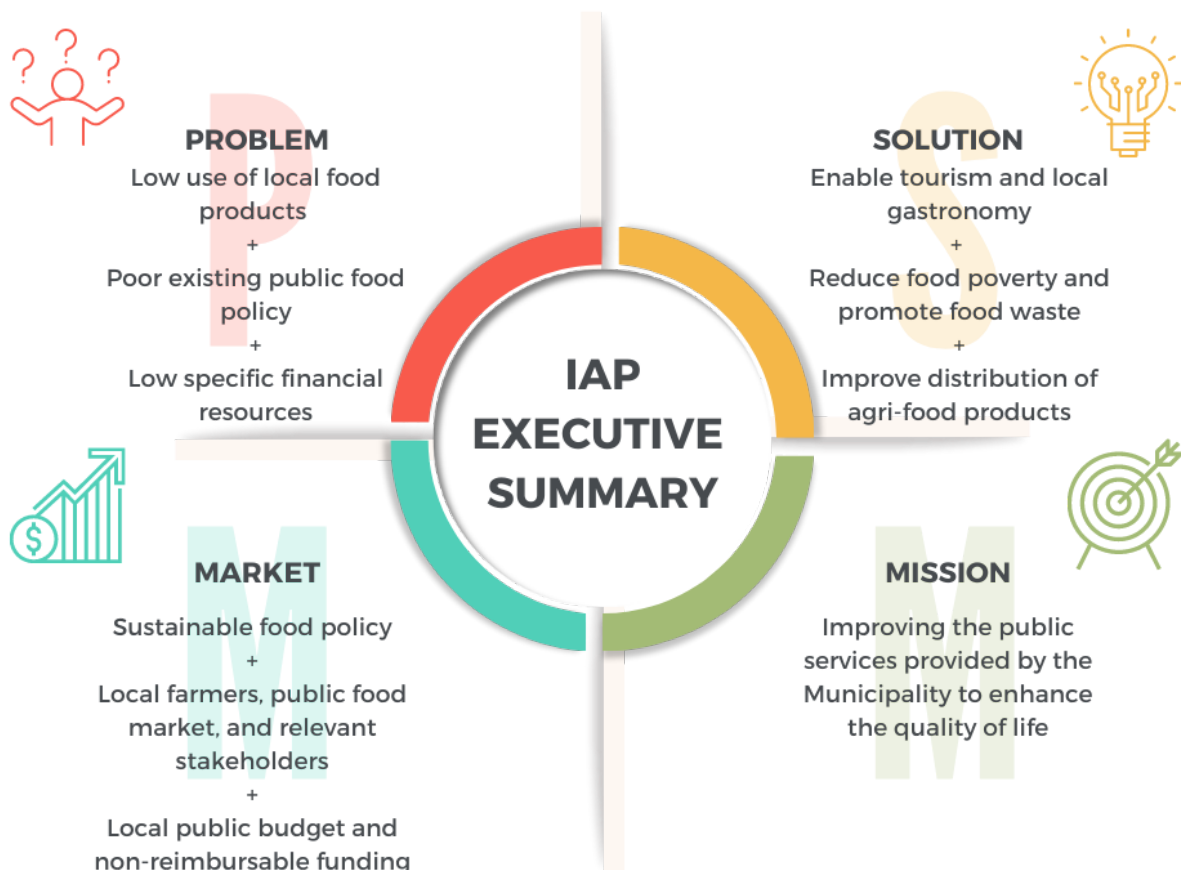 PROBLEM
Low use of local food
products
+
Poor existing public food
policy
+
Low specific financial
resources
SOLUTION
Enable tourism and local
gastronomy
+
Reduce food poverty and
promote food waste
+
Improve distribution of
agri-food products
IAP
EXECUTIVE
SUMMARY
MARKET
Sustainable food policy
+
Local farmers, public food
market, and relevant
stakeholders
+
Local public budget and
non-reimbursable funding
MISSION
Improving the public
services provided by the
Municipality to enhance
the quality of life
P
S
M
M
? ? ?
$